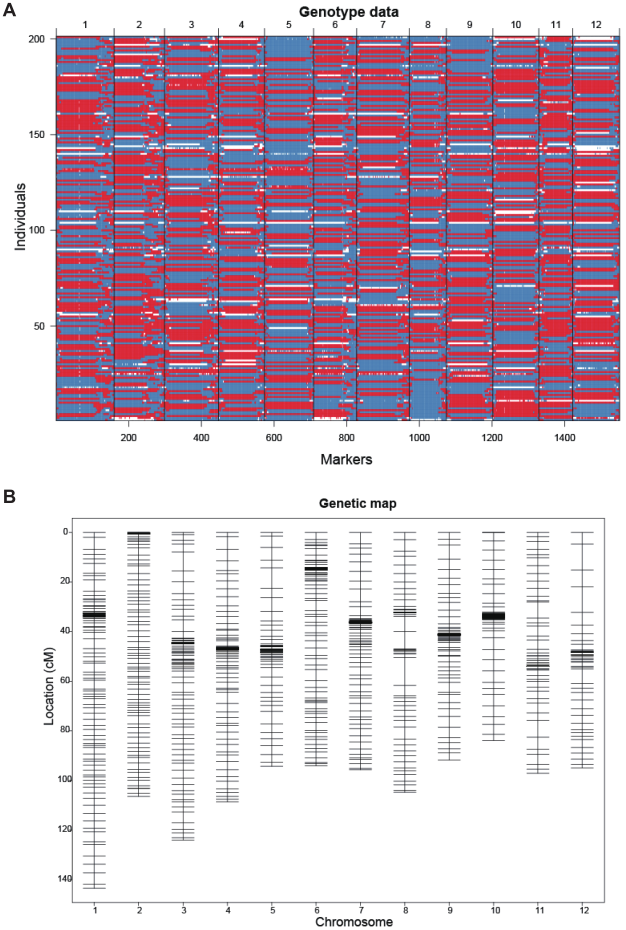 A
Genotype data
1 2 3 4 5 6 7 8 9 10 11 12
200
150
100
50
Individuals
200 400 600 800 1000 1200 1400
Markers
B
Genetic map
0
20
40
60
80
100
120
140
Location (cM)
1 2 3 4 5 6 7 8 9 10 11 12
Chromosome